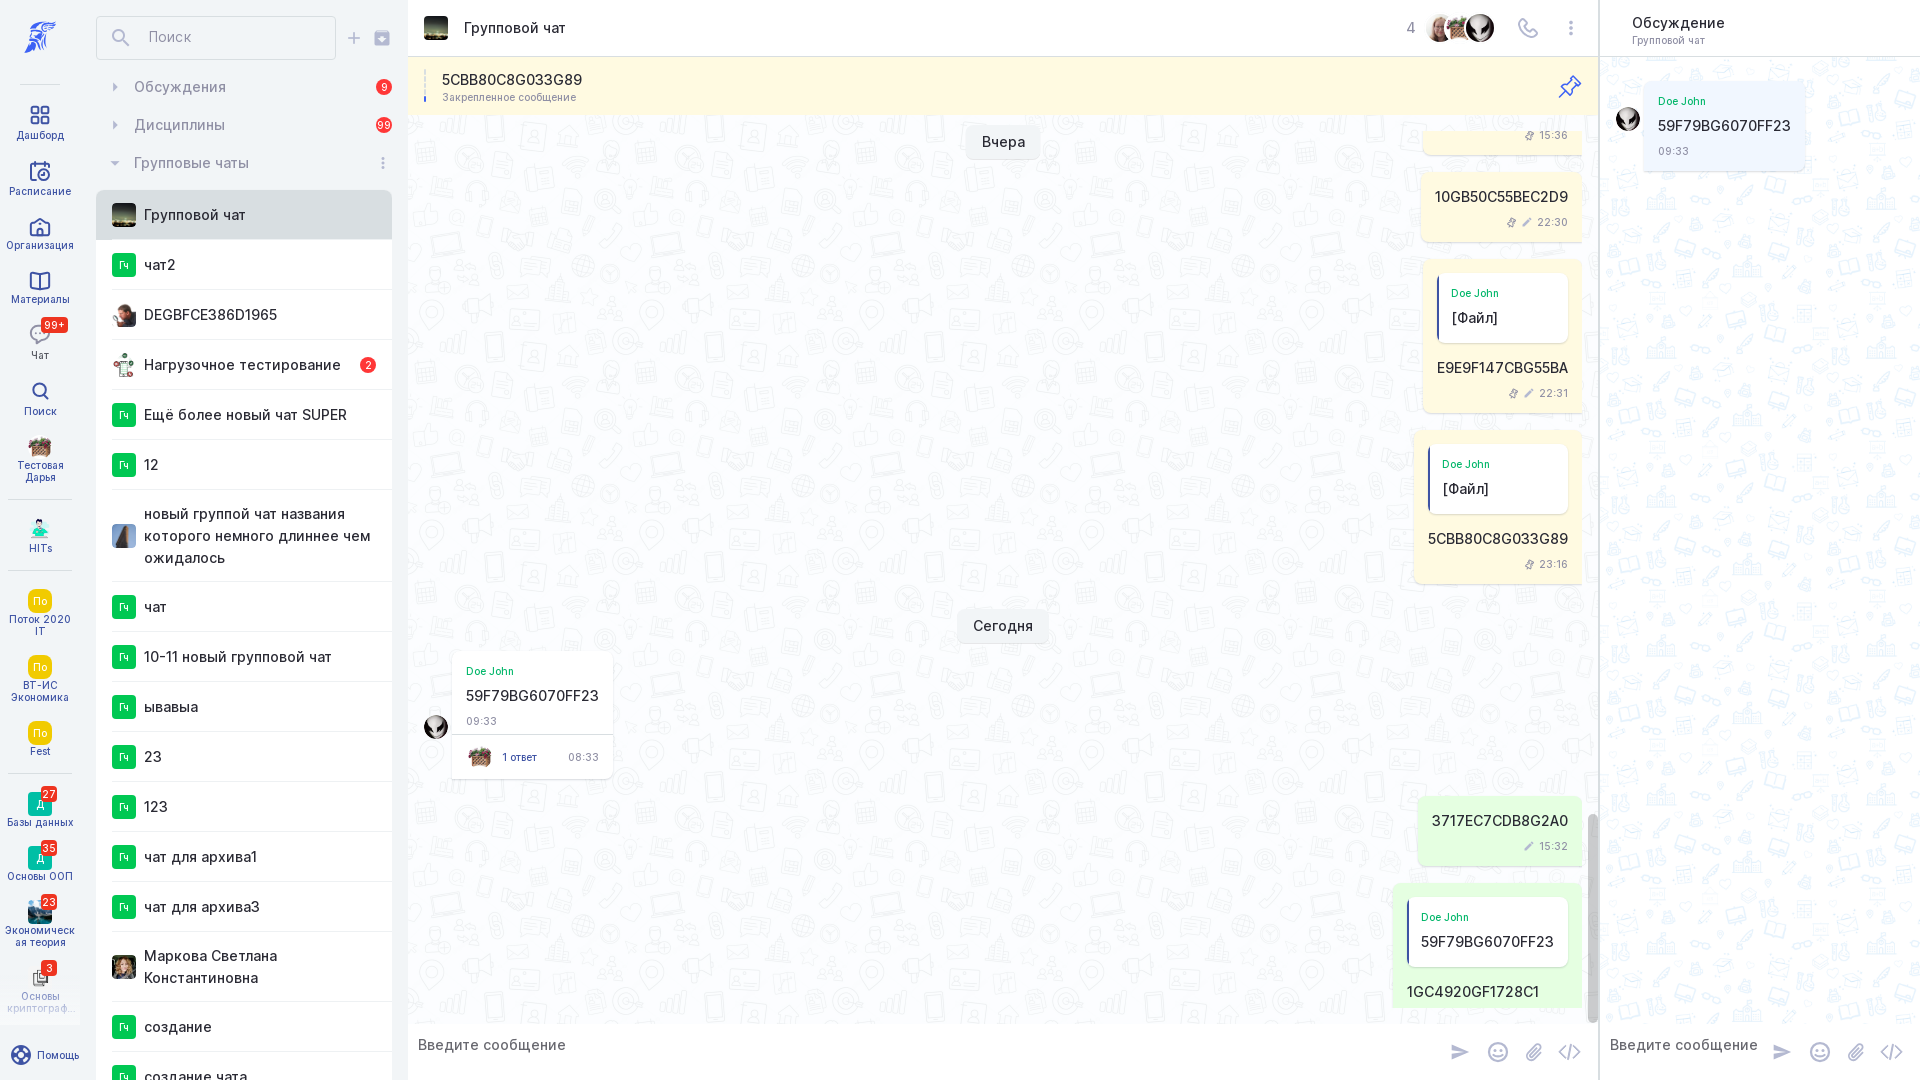 Дашборд
Расписание
Организация
Материалы
99+
Чат
Поиск
Тестовая
Дарья
HITs
По
Поток 2020
IT
По
ВТ-ИС
Экономика
По
Fest
27
Д
Базы данных
35
Д
Основы ООП
23
Экономическ
ая теория
3
Основы
криптограф...
Помощь
Поиск
Обсуждения
9
Дисциплины
99
Групповые чаты
Групповой чат
Гч
чат2
DEGBFCE386D1965
Нагрузочное тестирование
2
Гч
Ещё более новый чат SUPER
Гч
12
новый группой чат названия
которого немного длиннее чем
ожидалось
Гч
чат
Гч
10-11 новый групповой чат
Гч
ывавыа
Гч
23
Гч
123
Гч
чат для архива1
Гч
чат для архива3
Маркова Светлана
Константиновна
Гч
создание
Гч
создание чата
Групповой чат
4
5CBB80C8G033G89
Закрепленное сообщение
Вчера
15:36
10GB50C55BEC2D9
22:30
Doe John
[Файл]
E9E9F147CBG55BA
22:31
Doe John
[Файл]
5CBB80C8G033G89
23:16
Сегодня
Doe John
59F79BG6070FF23
09:33
1 ответ
08:33
3717EC7CDB8G2A0
15:32
Doe John
59F79BG6070FF23
1GC4920GF1728C1
Введите сообщение
Обсуждение
Групповой чат
Doe John
59F79BG6070FF23
09:33
Введите сообщение